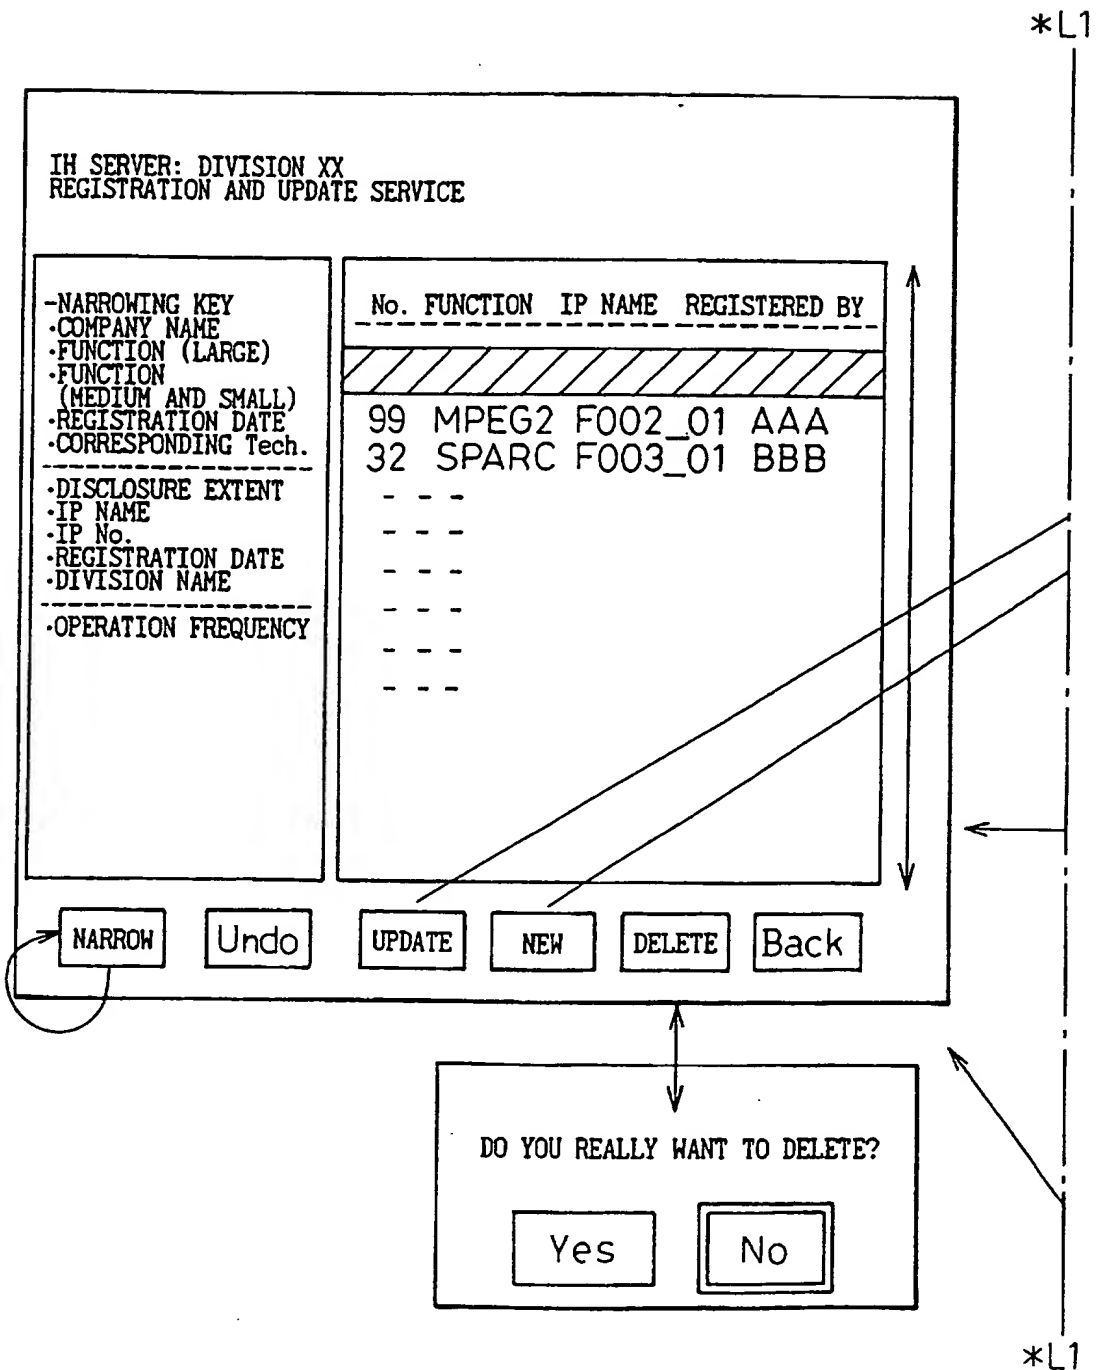 *L1
IH SERVER: DIVISION XX
REGISTRATION AND UPDATE SERVICE
-NARROWING KEY
·COMPANY NAME
·FUNCTION (LARGE)
·FUNCTION
(MEDIUM AND SMALL)
·REGISTRATION DATE
·CORRESPONDING Tech.
·DISCLOSURE EXTENT
·IP NAME
·IP No.
·REGISTRATION DATE
·DIVISION NAME
·OPERATION FREQUENCY
No. FUNCTION IP NAME REGISTERED BY
99 MPEG2 F002_01 AAA
32 SPARC F003_01 BBB
- - -
- - -
- - -
- - -
- - -
- - -
NARROW Undo UPDATE NEW DELETE Back
DO YOU REALLY WANT TO DELETE?
Yes No
*L1